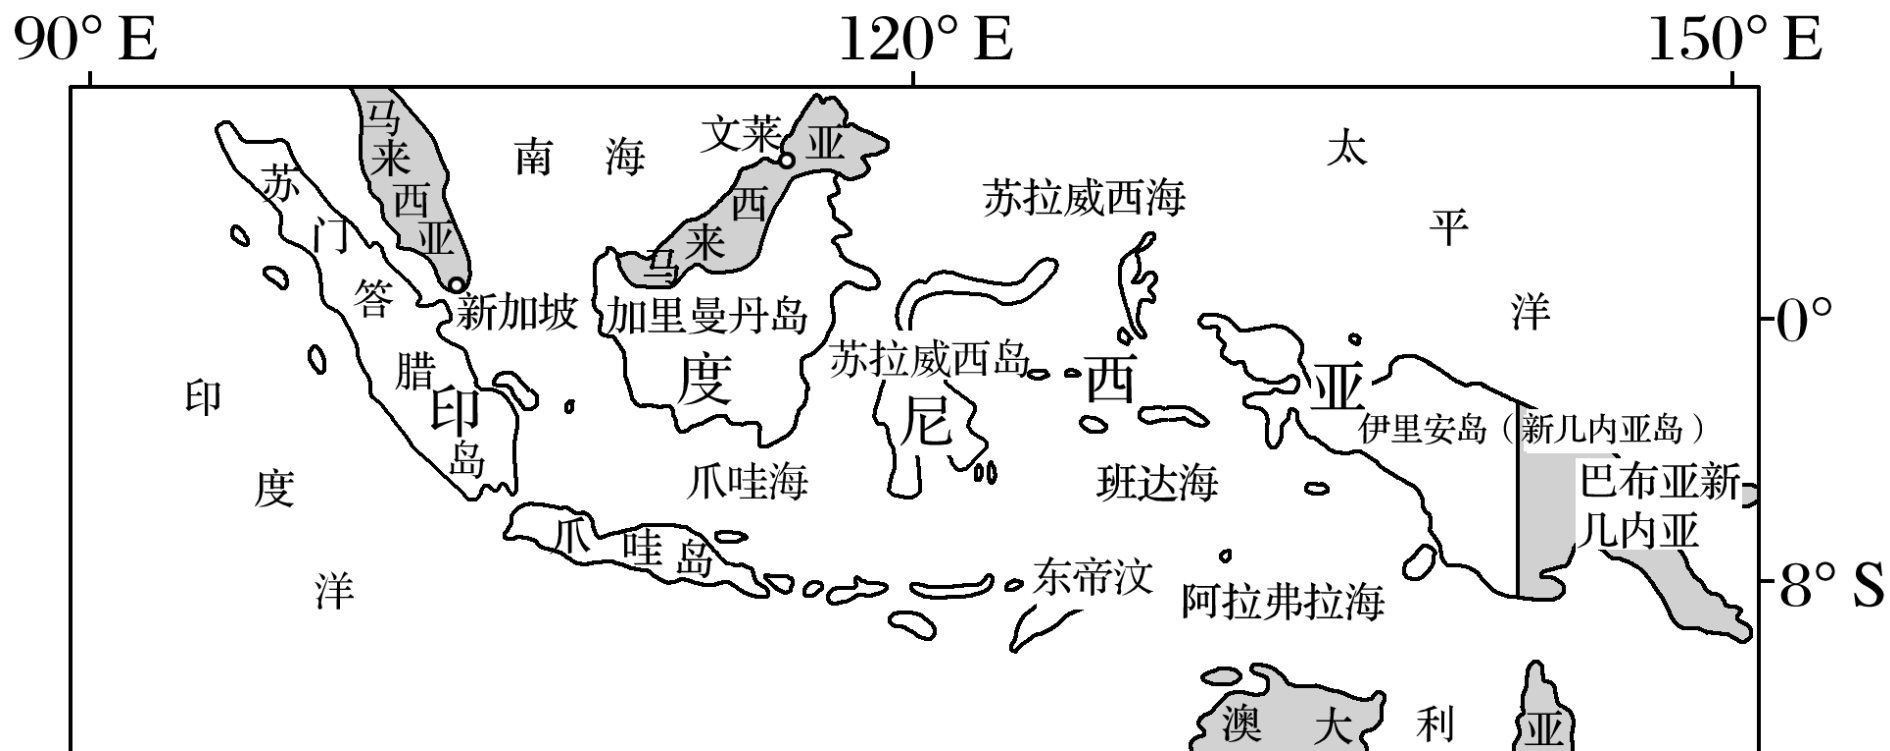 90° E
120° E
150° E
马来西亚
南海
文莱
马来西亚
太平洋
苏门答腊岛
苏拉威西海
新加坡
加里曼丹岛
0°
苏拉威西岛
印度尼西亚
印度洋
伊里安岛（新几内亚岛）
爪哇海
班达海
巴布亚新
几内亚
爪哇岛
东帝汶
阿拉弗拉海
8° S
澳大利亚